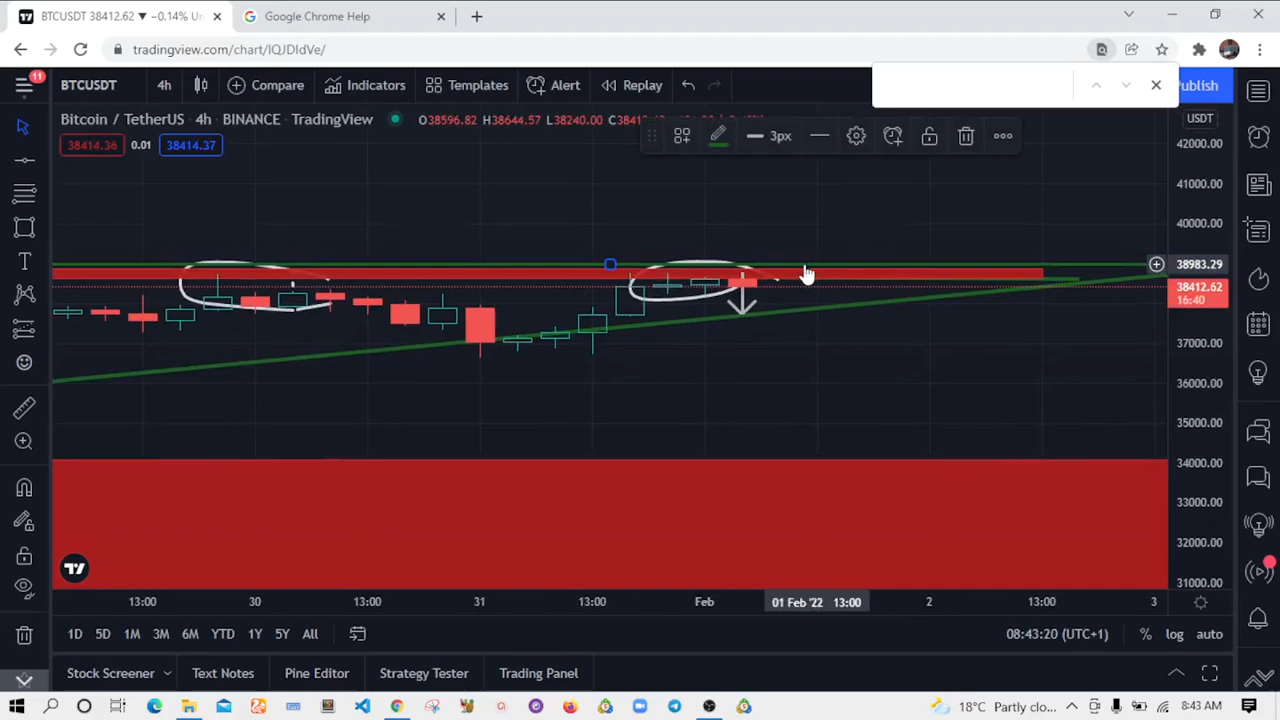 BTCUSDT 38412.62 ▼ −0.14% Un
Google Chrome Help
tradingview.com/chart/IQJDIdVe/
11
BTCUSDT 4h Compare Indicators Templates Alert Replay Publish
Bitcoin / TetherUS · 4h · BINANCE · TradingView O38596.82 H38644.57 L38240.00
USDT
38414.36 0.01 38414.37
3px
42000.00
41000.00
40000.00
38983.29
38412.62
16:40
37000.00
36000.00
35000.00
34000.00
33000.00
32000.00
31000.00
13:00 30 13:00 31 13:00 Feb 01 Feb '22 13:00 2 13:00 3
1D 5D 1M 3M 6M YTD 1Y 5Y All 08:43:20 (UTC+1) % log auto
Stock Screener Text Notes Pine Editor Strategy Tester Trading Panel
18°C Partly clo... 8:43 AM